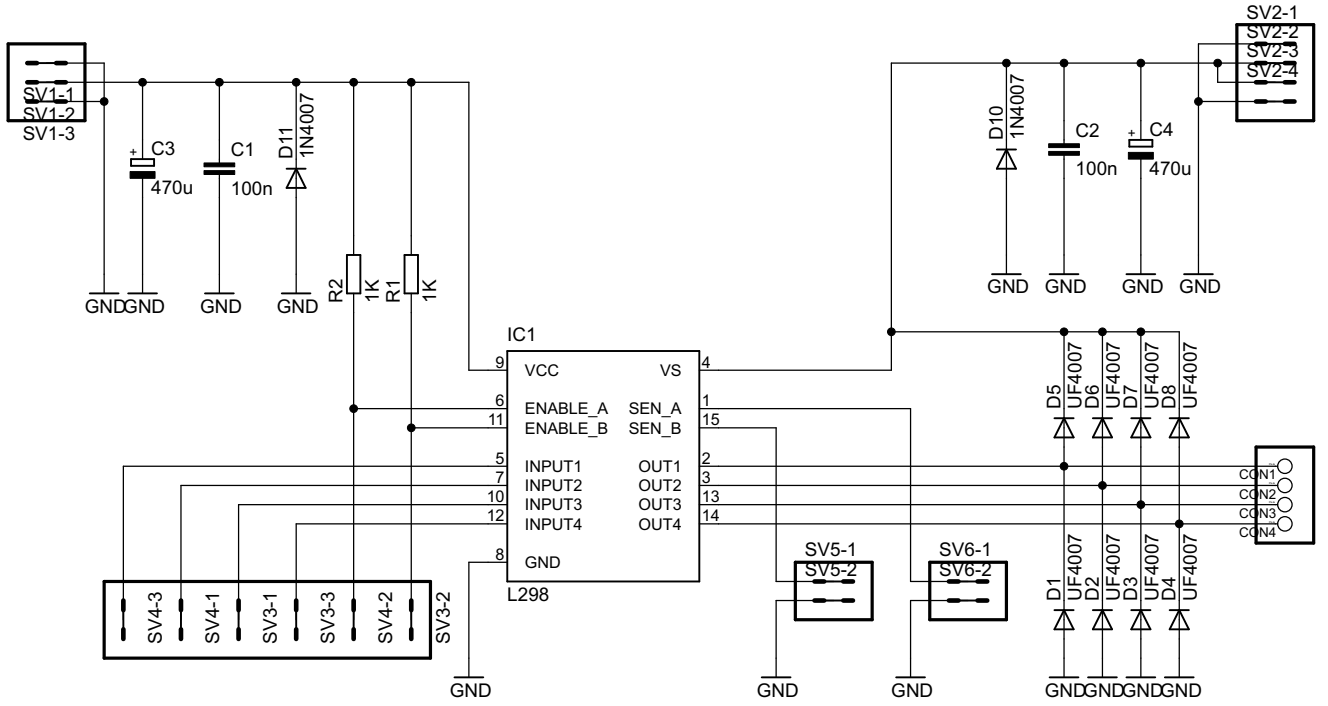 SV2-1
SV2-2
SV2-3
SV2-4
SV1-1
SV1-2
SV1-3
+
C3
470u
C1
100n
D11
1N4007
D10
1N4007
C2
100n
+
C4
470u
R2
1K
R1
1K
GND
GND
GND
GND
GND
GND
GND
GND
IC1
9
VCC
VS
4
6
ENABLE_A
SEN_A
1
11
ENABLE_B
SEN_B
15
5
INPUT1
OUT1
2
7
INPUT2
OUT2
3
10
INPUT3
OUT3
13
12
INPUT4
OUT4
14
8
GND
L298
D5
UF4007
D6
UF4007
D7
UF4007
D8
UF4007
CON1
CON2
CON3
CON4
SV5-1
SV5-2
SV6-1
SV6-2
D1
UF4007
D2
UF4007
D3
UF4007
D4
UF4007
SV4-3
SV4-1
SV3-1
SV3-3
SV4-2
SV3-2
GND
GND
GND
GND
GND
GND
GND